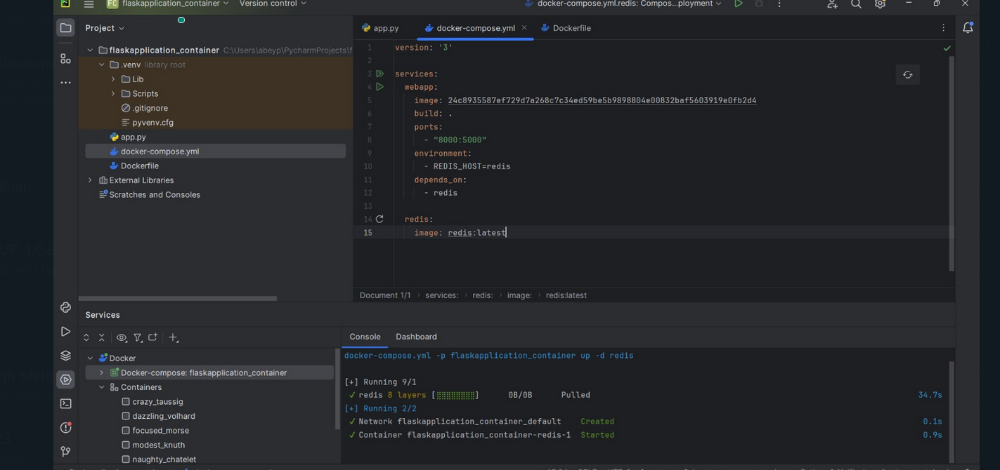 FC flaskapplication_container Version control docker-compose.yml.redis: Compos...ployment
Project
flaskapplication_container C:\Users\abeyp\PycharmProjects\f
.venv library root
Lib
Scripts
.gitignore
pyvenv.cfg
app.py
docker-compose.yml
Dockerfile
External Libraries
Scratches and Consoles
app.py docker-compose.yml Dockerfile
1 version: '3'
2
3 services:
4 webapp:
5 image: 24c8935587ef729d7a268c7c34ed59be5b9898804e00832baf5603919e0fb2d4
6 build: .
7 ports:
8 - "8000:5000"
9 environment:
10 - REDIS_HOST=redis
11 depends_on:
12 - redis
13
14 redis:
15 image: redis:latest
Document 1/1 › services: › redis: › image: › redis:latest
Services
Docker
Docker-compose: flaskapplication_container
Containers
crazy_taussig
dazzling_volhard
focused_morse
modest_knuth
naughty_chatelet
Console Dashboard
docker-compose.yml -p flaskapplication_container up -d redis
[+] Running 9/1
✓ redis 8 layers [⣿⣿⣿⣿⣿⣿⣿⣿] 0B/0B Pulled 34.7s
[+] Running 2/2
✓ Network flaskapplication_container_default Created 0.1s
✓ Container flaskapplication_container-redis-1 Started 0.9s